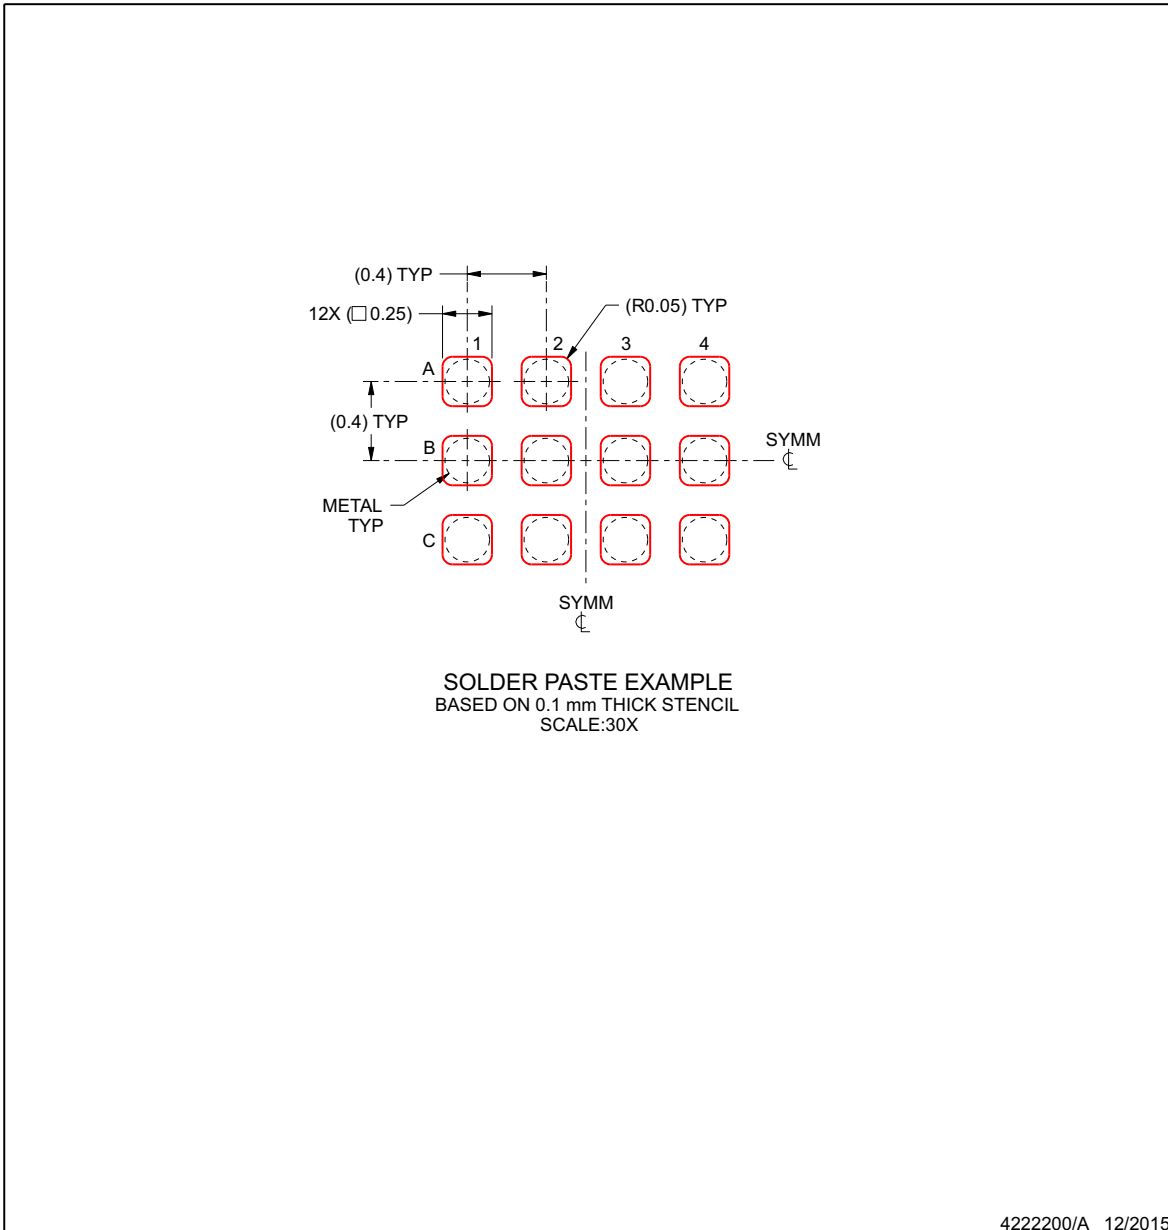 (0.4) TYP
12X (□ 0.25)
(R0.05) TYP
1
2
3
4
A
(0.4) TYP
B
SYMM
℄
METAL
TYP
C
SYMM
℄
SOLDER PASTE EXAMPLE
BASED ON 0.1 mm THICK STENCIL
SCALE:30X
4222200/A 12/2015